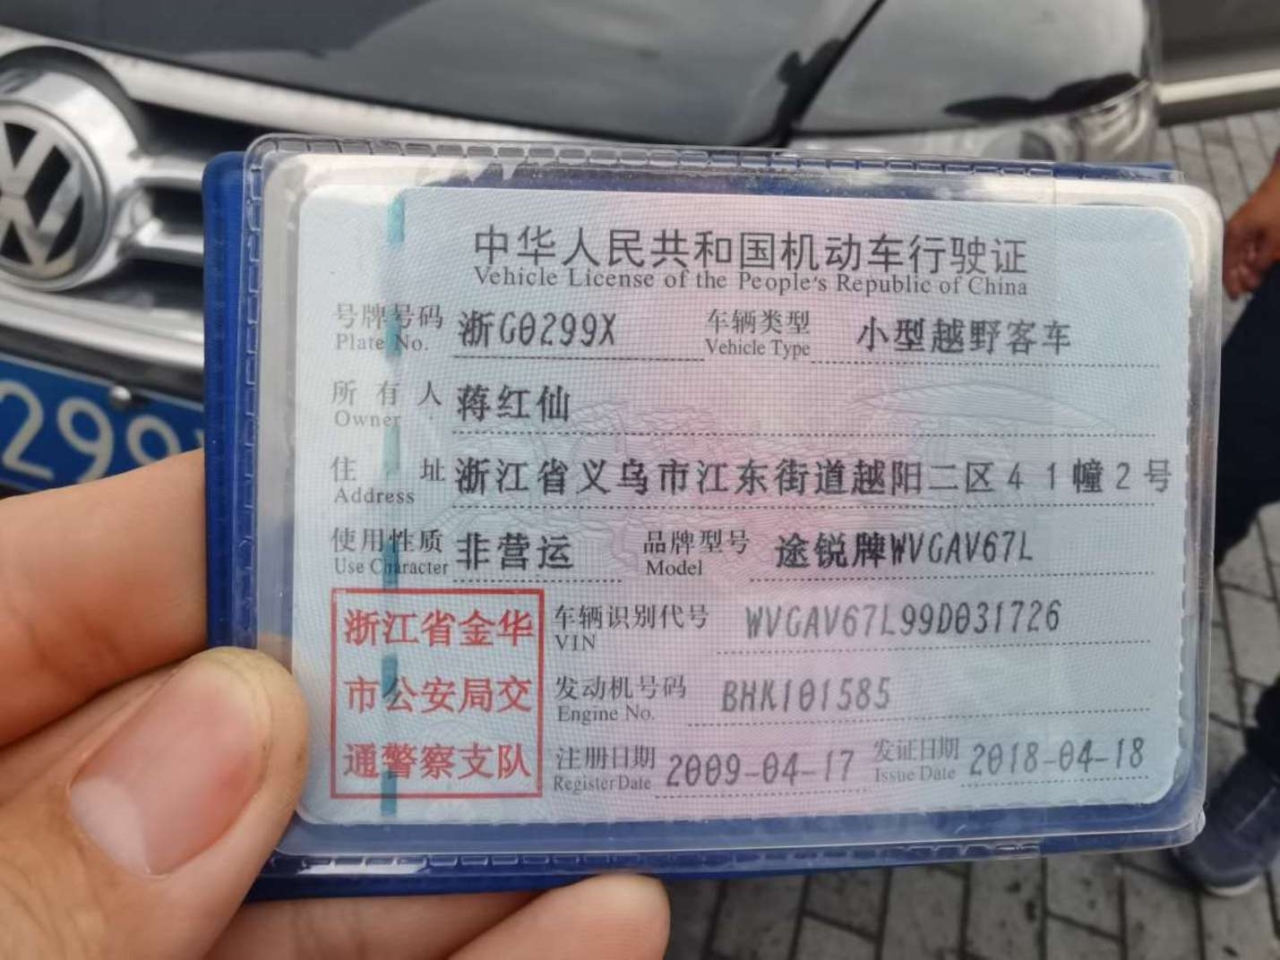 中华人民共和国机动车行驶证
Vehicle License of the People's Republic of China
号牌号码 浙G0299X 车辆类型 小型越野客车
Plate No. Vehicle Type
所有人 蒋红仙
Owner
住址 浙江省义乌市江东街道越阳二区41幢2号
Address
使用性质 非营运 品牌型号 途锐牌WVGAV67L
Use Character Model
浙江省金华
市公安局交
通警察支队
车辆识别代号 WVGAV67L99D031726
VIN
发动机号码 BHK101585
Engine No.
注册日期 2009-04-17 发证日期 2018-04-18
Register Date Issue Date
299